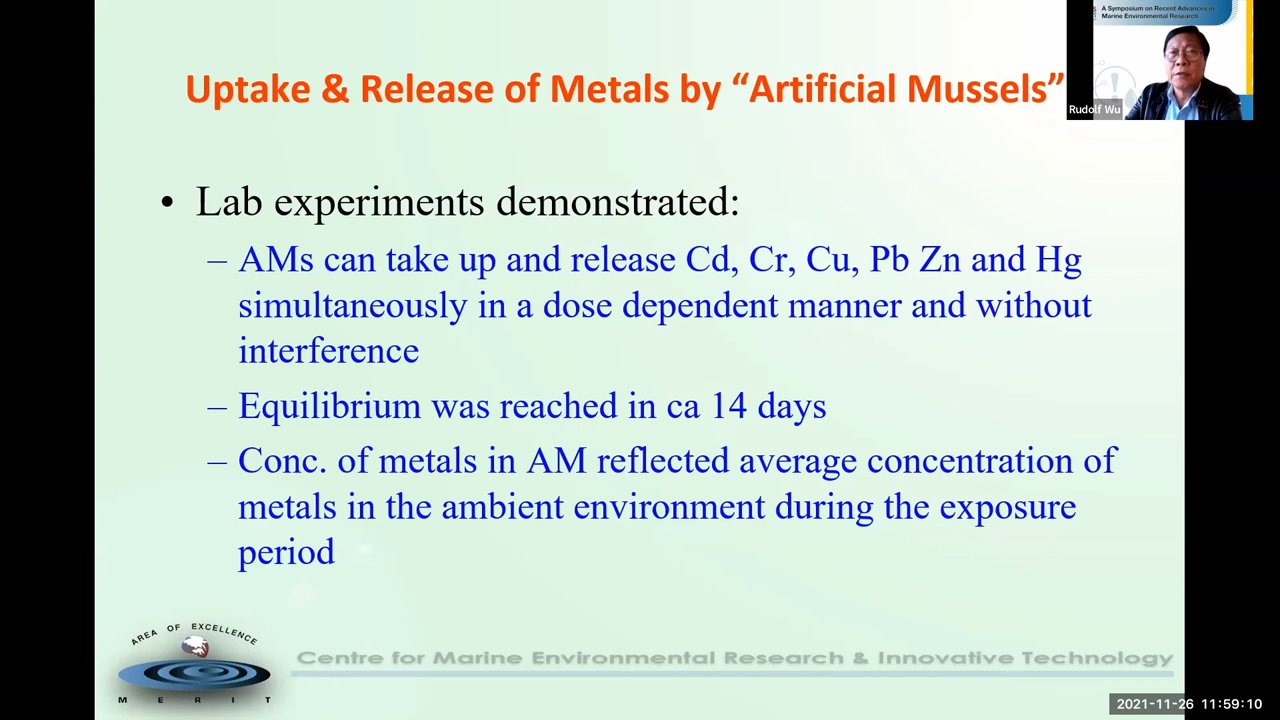 A Symposium on Recent Advances in
Marine Environmental Research
Rudolf Wu
Uptake & Release of Metals by “Artificial Mussels”
• Lab experiments demonstrated:
– AMs can take up and release Cd, Cr, Cu, Pb Zn and Hg
simultaneously in a dose dependent manner and without
interference
– Equilibrium was reached in ca 14 days
– Conc. of metals in AM reflected average concentration of
metals in the ambient environment during the exposure
period
AREA OF EXCELLENCE
MERIT
Centre for Marine Environmental Research & Innovative Technology
2021-11-26 11:59:10